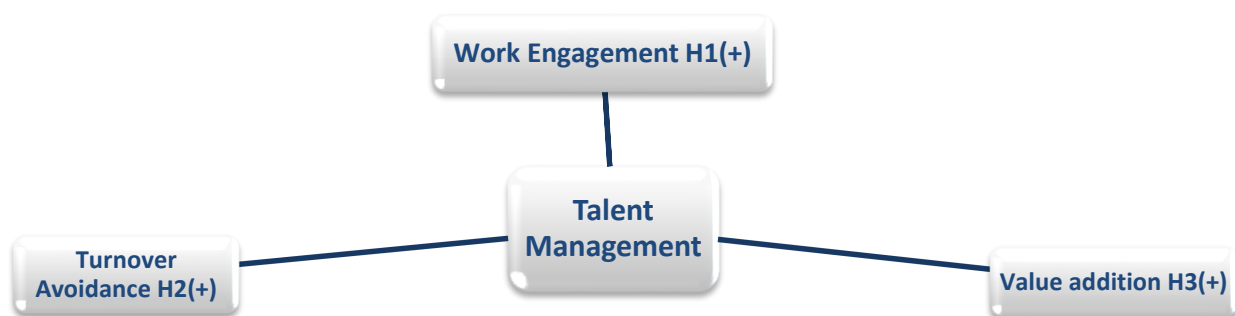 Work Engagement H1(+)
Talent
Management
Turnover
Avoidance H2(+)
Value addition H3(+)